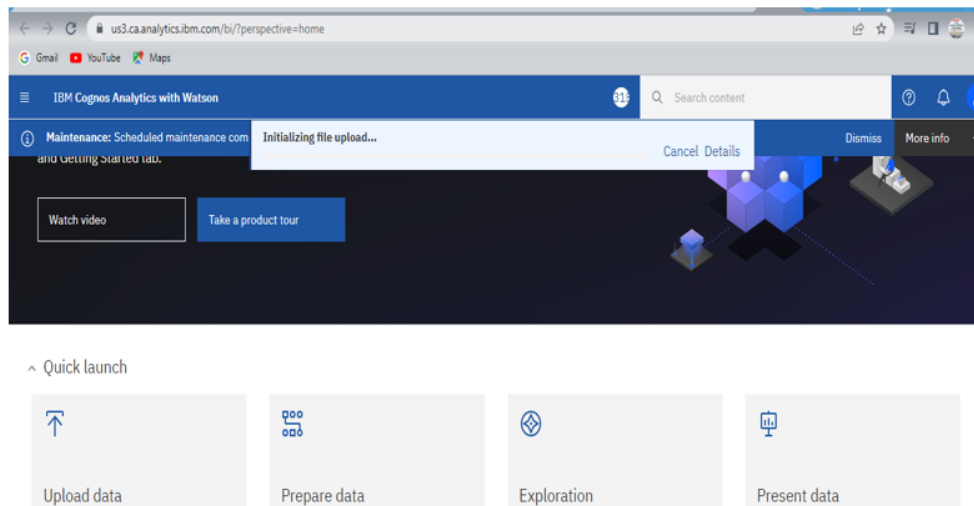 us3.ca.analytics.ibm.com/bi/?perspective=home
Gmail YouTube Maps
IBM Cognos Analytics with Watson
Search content
Maintenance: Scheduled maintenance com
Initializing file upload...
Cancel Details
Dismiss More info
and Getting Started tab.
Watch video Take a product tour
Quick launch
Upload data Prepare data Exploration Present data